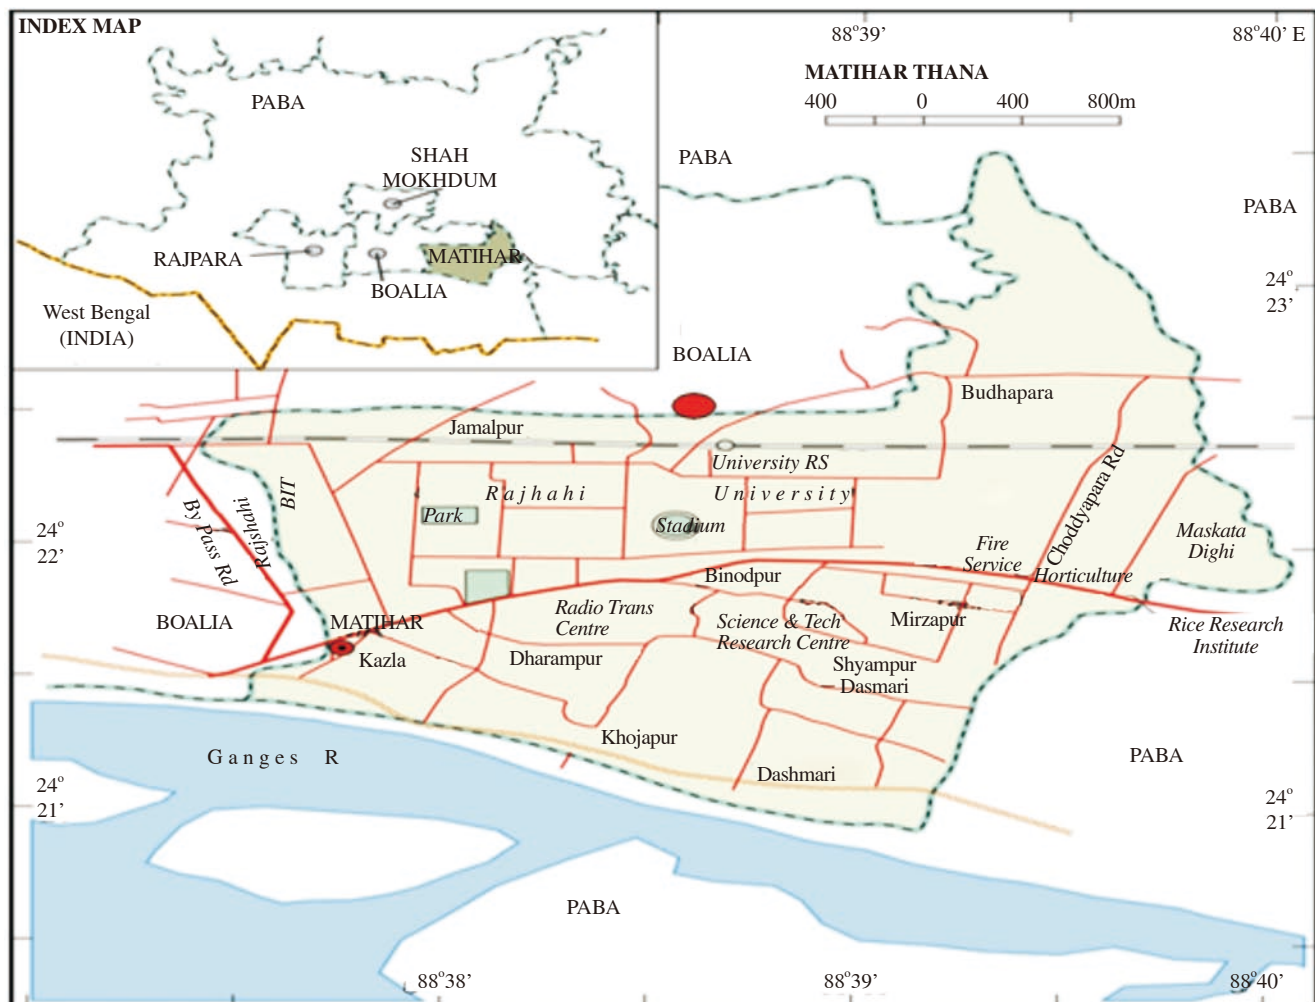 INDEX MAP
PABA
SHAH
MOKHDUM
RAJPARA
MATIHAR
BOALIA
West Bengal
(INDIA)
88°39’
88°40’ E
MATIHAR THANA
400 0 400 800m
PABA
PABA
24°
23’
BOALIA
Budhapara
Jamalpur
University RS
Rajhahi University
BIT
Rajshahi
By Pass Rd
Park
Stadium
Choddyapara Rd
Maskata
Dighi
24°
22’
Fire
Service
Horticulture
Binodpur
BOALIA
MATIHAR
Radio Trans
Centre
Science & Tech
Research Centre
Mirzapur
Rice Research
Institute
Kazla
Dharampur
Shyampur
Dasmari
Khojapur
Ganges R
Dashmari
PABA
24°
21’
24°
21’
PABA
88°38’
88°39’
88°40’